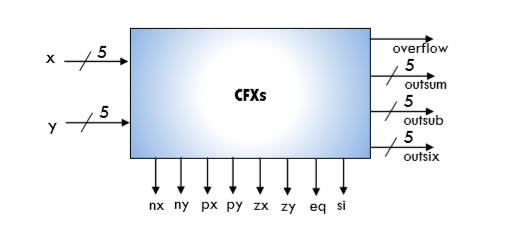 5
overflow
x
5
outsum
CFXs
5
y
5
outsub
5
outsix
nx ny px py zx zy eq si